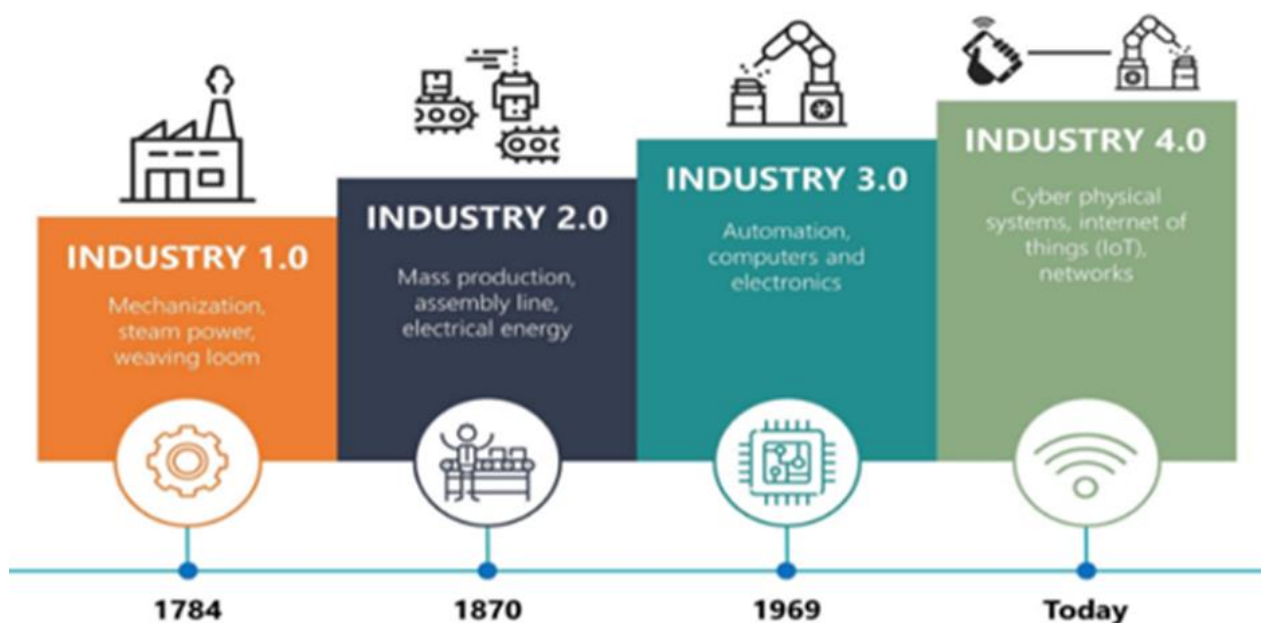 INDUSTRY 1.0
Mechanization,
steam power,
weaving loom
INDUSTRY 2.0
Mass production,
assembly line,
electrical energy
INDUSTRY 3.0
Automation,
computers and
electronics
INDUSTRY 4.0
Cyber physical
systems, internet of
things (IoT),
networks
1784
1870
1969
Today